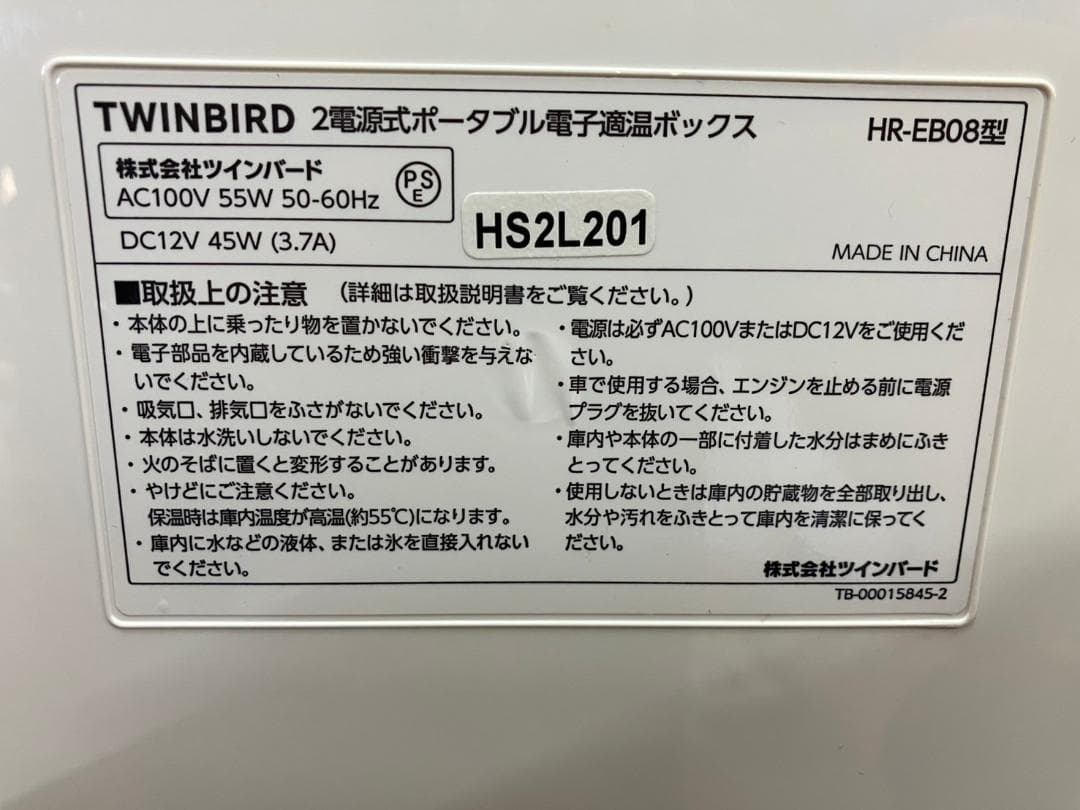 TWINBIRD 2電源式ポータブル電子適温ボックス HR-EB08型
株式会社ツインバード
AC100V 55W 50-60Hz
PSE
DC12V 45W (3.7A)
HS2L201
MADE IN CHINA
■取扱上の注意 (詳細は取扱説明書をご覧ください。)
・本体の上に乗ったり物を置かないでください。
・電子部品を内蔵しているため強い衝撃を与えな
いでください。
・吸気口、排気口をふさがないでください。
・本体は水洗いしないでください。
・火のそばに置くと変形することがあります。
・やけどにご注意ください。
保温時は庫内温度が高温(約55℃)になります。
・庫内に水などの液体、または氷を直接入れない
でください。
・電源は必ずAC100VまたはDC12Vをご使用くだ
さい。
・車で使用する場合、エンジンを止める前に電源
プラグを抜いてください。
・庫内や本体の一部に付着した水分はまめにふき
とってください。
・使用しないときは庫内の貯蔵物を全部取り出し、
水分や汚れをふきとって庫内を清潔に保ってく
ださい。
株式会社ツインバード
TB-00015845-2